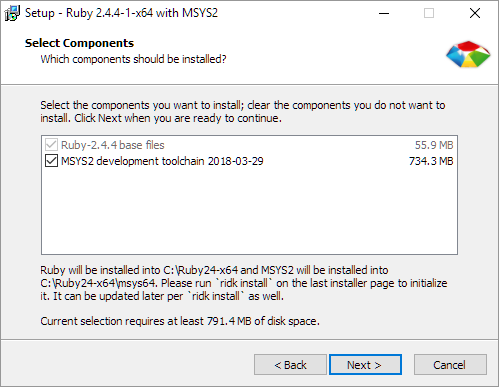 Setup - Ruby 2.4.4-1-x64 with MSYS2
Select Components
Which components should be installed?
Select the components you want to install; clear the components you do not want to
install. Click Next when you are ready to continue.
Ruby-2.4.4 base files 55.9 MB
MSYS2 development toolchain 2018-03-29 734.3 MB
Ruby will be installed into C:\Ruby24-x64 and MSYS2 will be installed into
C:\Ruby24-x64\msys64. Please run `ridk install` on the last installer page to initialize
it. It can be updated later per `ridk install` as well.
Current selection requires at least 791.4 MB of disk space.
< Back Next > Cancel